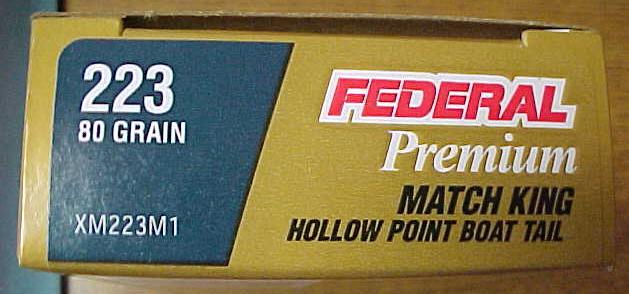 223
80 GRAIN
XM223M1
FEDERAL
Premium
MATCH KING
HOLLOW POINT BOAT TAIL